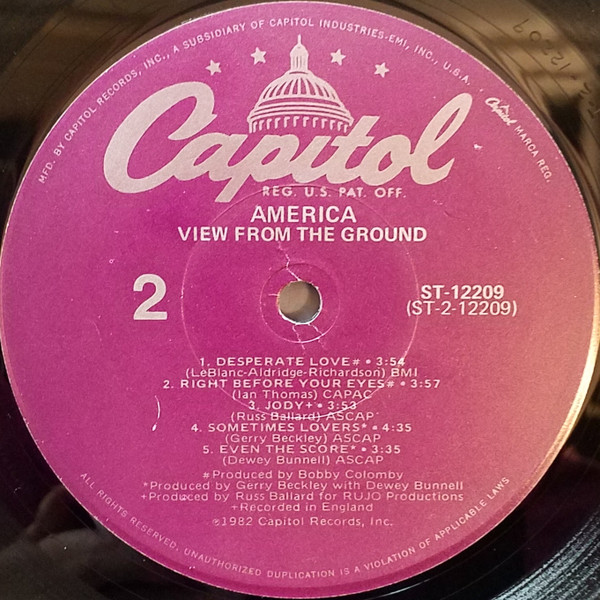 MFD. BY CAPITOL RECORDS, INC., A SUBSIDIARY OF CAPITOL INDUSTRIES-EMI, INC., U.S.A. Capitol MARCA REG.
Capitol
REG. U.S. PAT. OFF.
AMERICA
VIEW FROM THE GROUND
2
ST-12209
(ST-2-12209)
1. DESPERATE LOVE# • 3:54
(LeBlanc-Aldridge-Richardson) BMI
2. RIGHT BEFORE YOUR EYES# • 3:57
(Ian Thomas) CAPAC
3. JODY+ • 3:53
(Russ Ballard) ASCAP
4. SOMETIMES LOVERS* • 4:35
(Gerry Beckley) ASCAP
5. EVEN THE SCORE* • 3:35
(Dewey Bunnell) ASCAP
#Produced by Bobby Colomby
*Produced by Gerry Beckley with Dewey Bunnell
+Produced by Russ Ballard for RUJO Productions
+Recorded in England
℗1982 Capitol Records, Inc.
ALL RIGHTS RESERVED. UNAUTHORIZED DUPLICATION IS A VIOLATION OF APPLICABLE LAWS